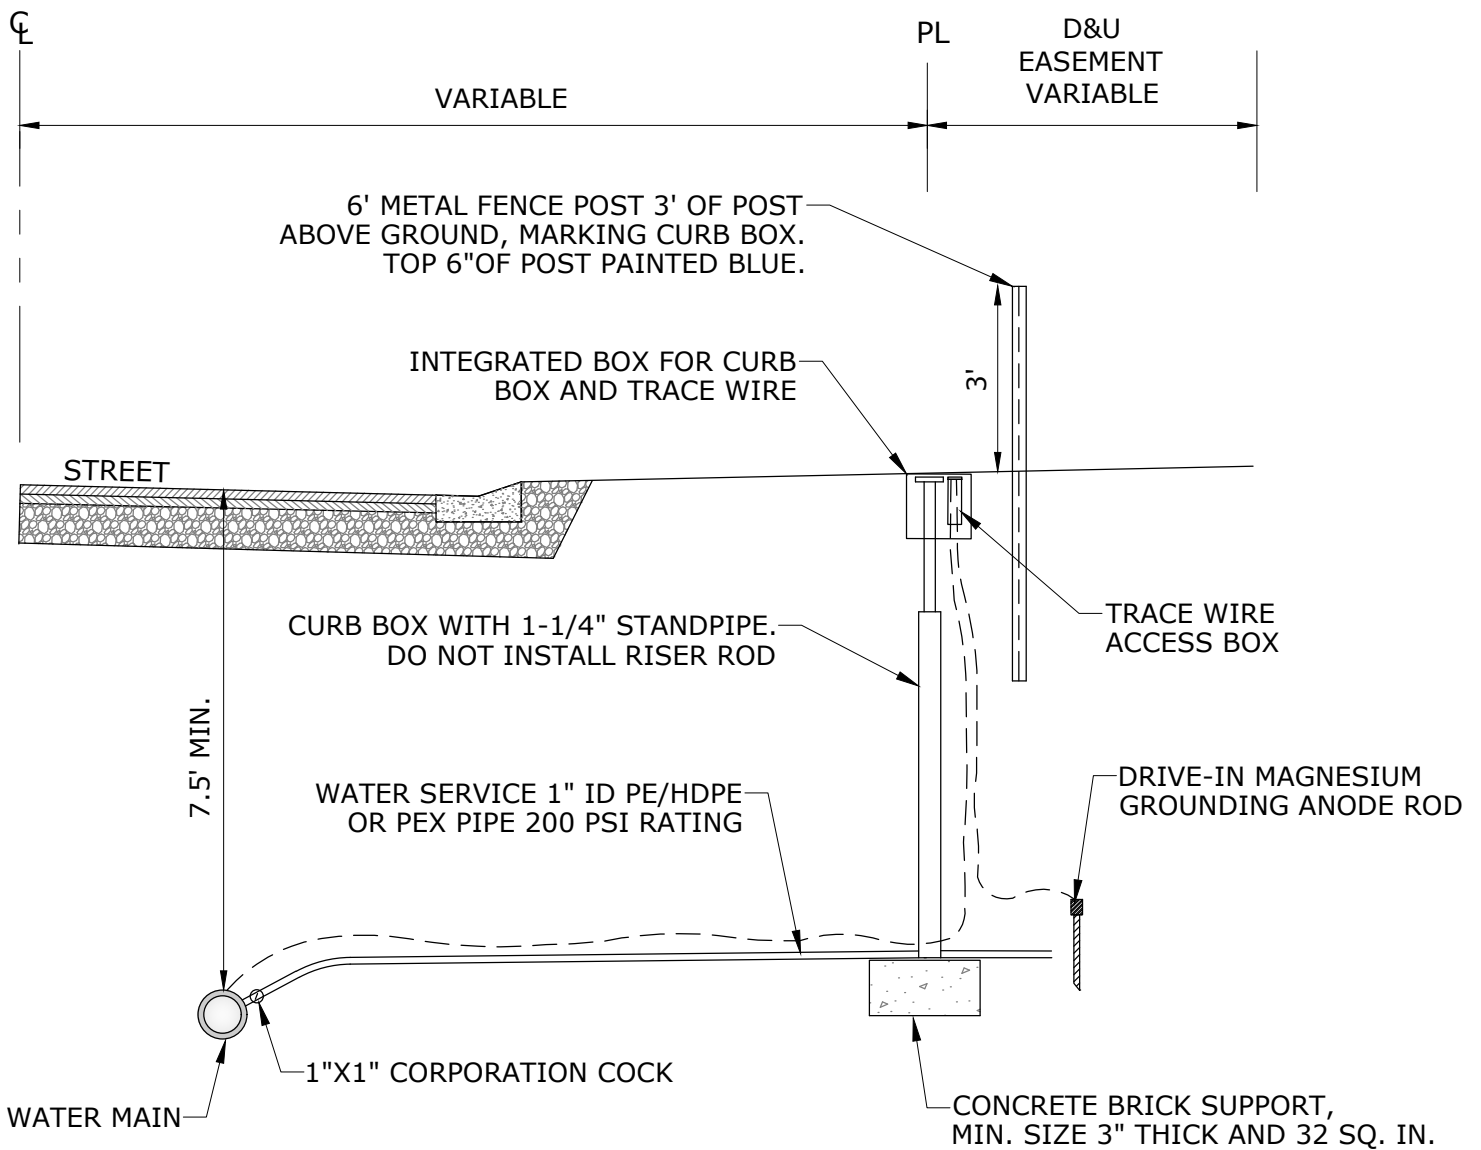 ℄
PL
D&U
EASEMENT
VARIABLE
VARIABLE
6' METAL FENCE POST 3' OF POST
ABOVE GROUND, MARKING CURB BOX.
TOP 6"OF POST PAINTED BLUE.
INTEGRATED BOX FOR CURB
BOX AND TRACE WIRE
3'
STREET
CURB BOX WITH 1-1/4" STANDPIPE.
DO NOT INSTALL RISER ROD
TRACE WIRE
ACCESS BOX
7.5' MIN.
WATER SERVICE 1" ID PE/HDPE
OR PEX PIPE 200 PSI RATING
DRIVE-IN MAGNESIUM
GROUNDING ANODE ROD
1"X1" CORPORATION COCK
WATER MAIN
CONCRETE BRICK SUPPORT,
MIN. SIZE 3" THICK AND 32 SQ. IN.